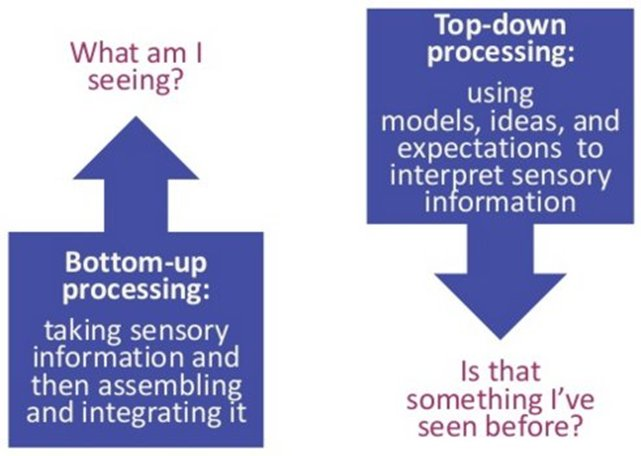 What am I
seeing?
Bottom-up
processing:
taking sensory
information and
then assembling
and integrating it
Top-down
processing:
using
models, ideas, and
expectations to
interpret sensory
information
Is that
something I've
seen before?